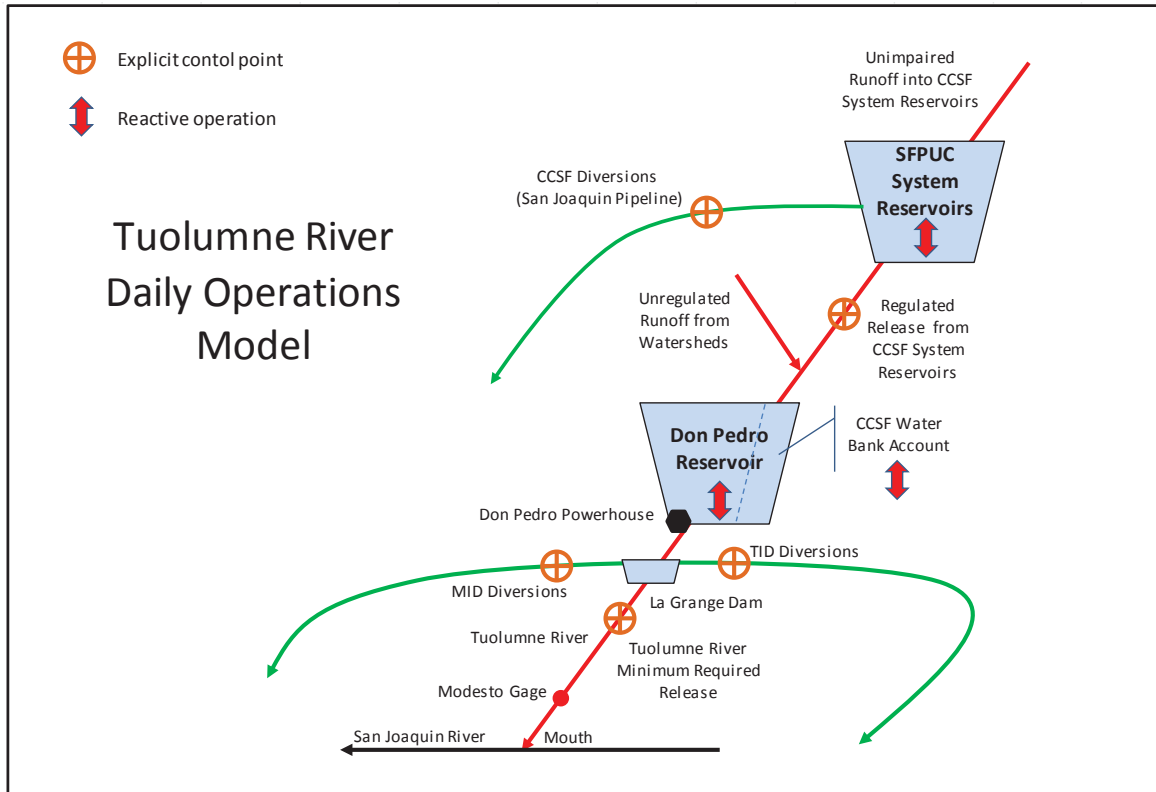 Explicit contol point
Reactive operation
Tuolumne River
Daily Operations
Model
Unimpaired
Runoff into CCSF
System Reservoirs
SFPUC
System
Reservoirs
CCSF Diversions
(San Joaquin Pipeline)
Unregulated
Runoff from
Watersheds
Regulated
Release from
CCSF System
Reservoirs
Don Pedro
Reservoir
CCSF Water
Bank Account
Don Pedro Powerhouse
TID Diversions
MID Diversions
La Grange Dam
Tuolumne River
Tuolumne River
Minimum Required
Release
Modesto Gage
San Joaquin River
Mouth